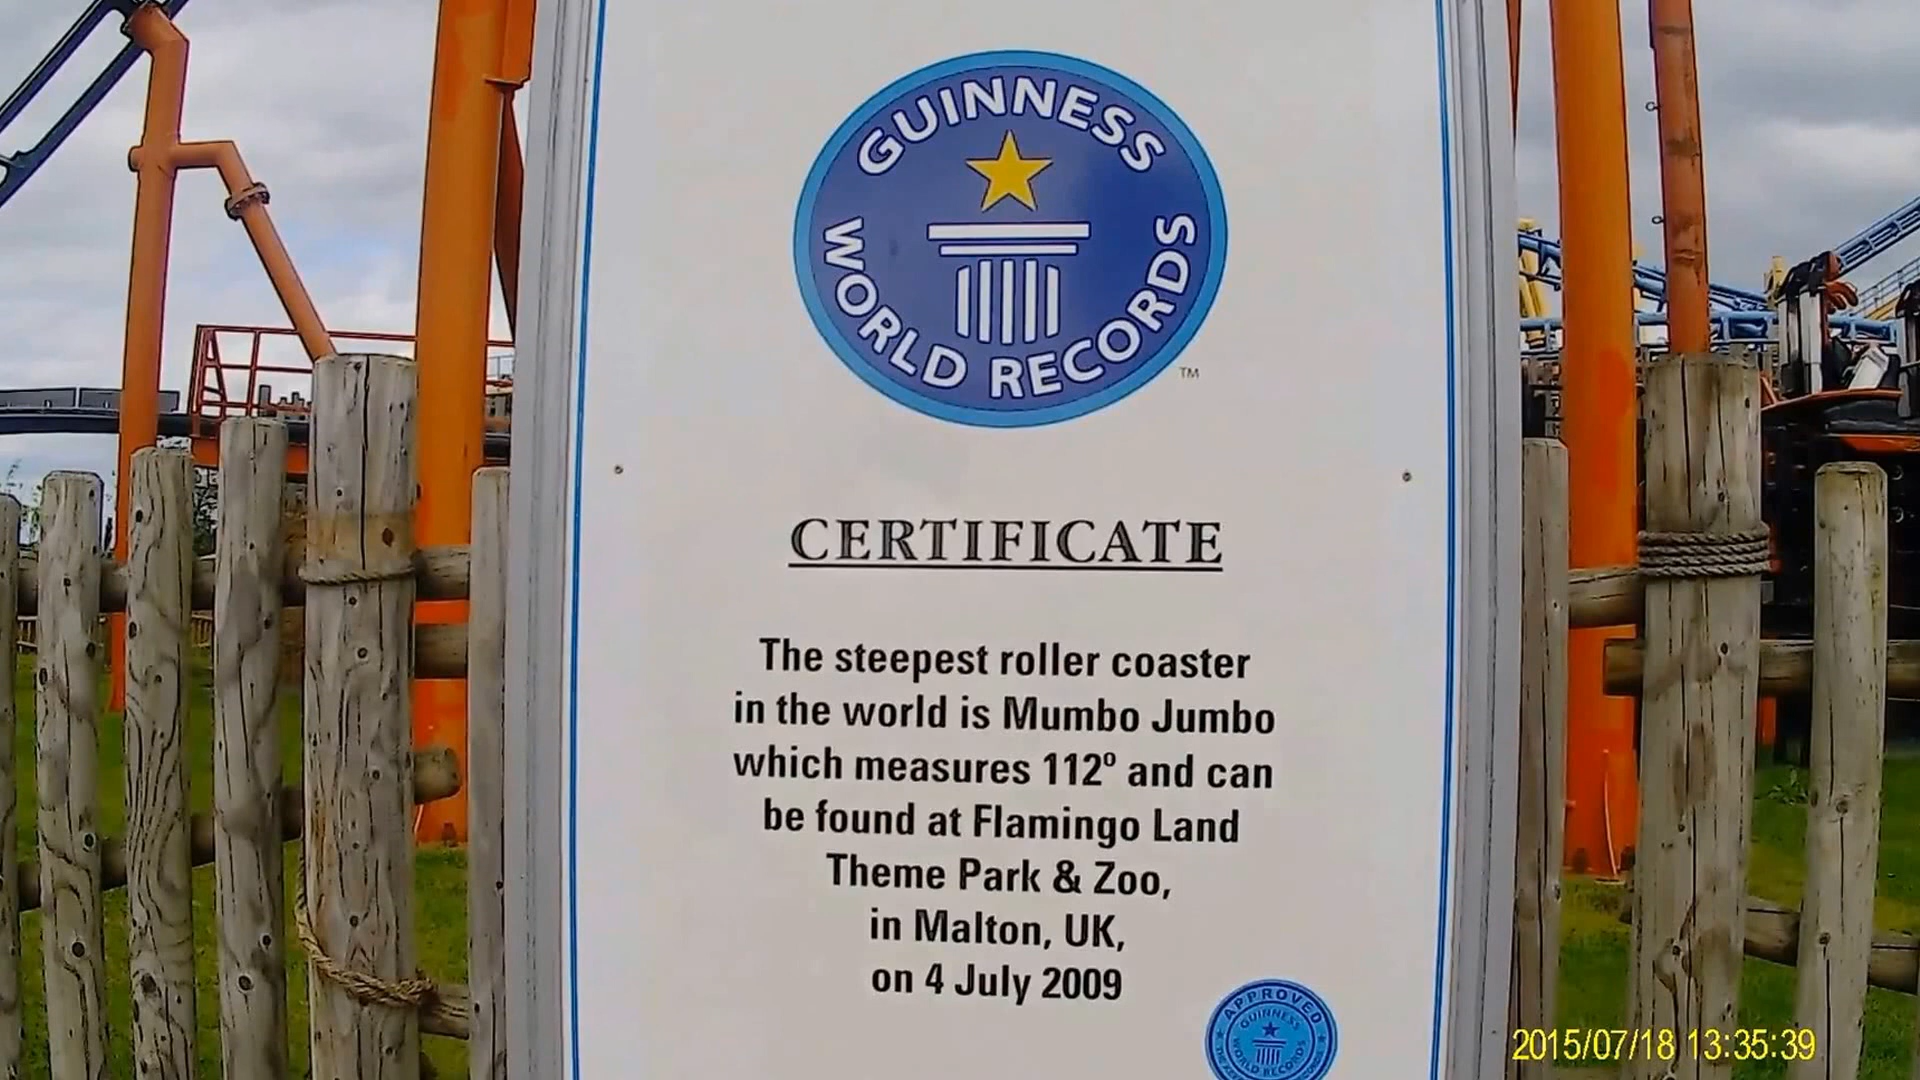 GUINNESS
WORLD RECORDS
TM
CERTIFICATE
The steepest roller coaster
in the world is Mumbo Jumbo
which measures 112º and can
be found at Flamingo Land
Theme Park & Zoo,
in Malton, UK,
on 4 July 2009
APPROVED
GUINNESS
WORLD RECORDS
2015/07/18 13:35:39